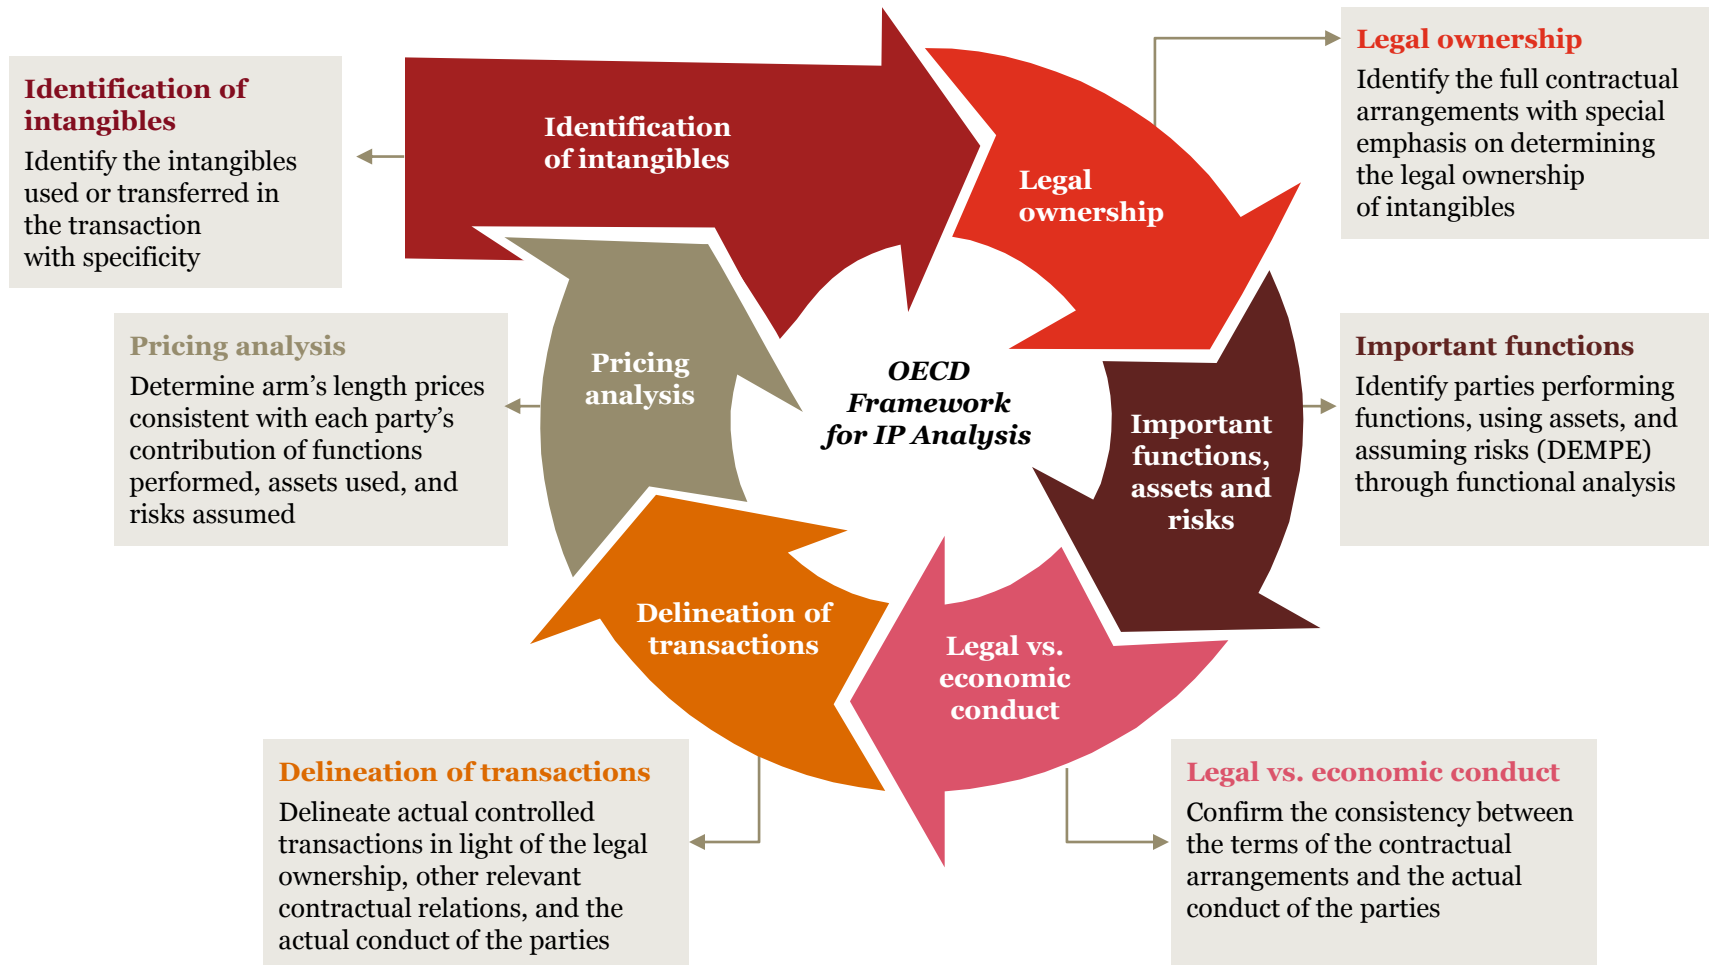 Identification of
intangibles
Identify the intangibles
used or transferred in
the transaction
with specificity
Identification
of intangibles
Legal
ownership
Legal ownership
Identify the full contractual
arrangements with special
emphasis on determining
the legal ownership
of intangibles
Pricing analysis
Determine arm’s length prices
consistent with each party’s
contribution of functions
performed, assets used, and
risks assumed
Pricing
analysis
OECD
Framework
for IP Analysis
Important
functions,
assets and
risks
Important functions
Identify parties performing
functions, using assets, and
assuming risks (DEMPE)
through functional analysis
Delineation of
transactions
Legal vs.
economic
conduct
Delineation of transactions
Delineate actual controlled
transactions in light of the legal
ownership, other relevant
contractual relations, and the
actual conduct of the parties
Legal vs. economic conduct
Confirm the consistency between
the terms of the contractual
arrangements and the actual
conduct of the parties